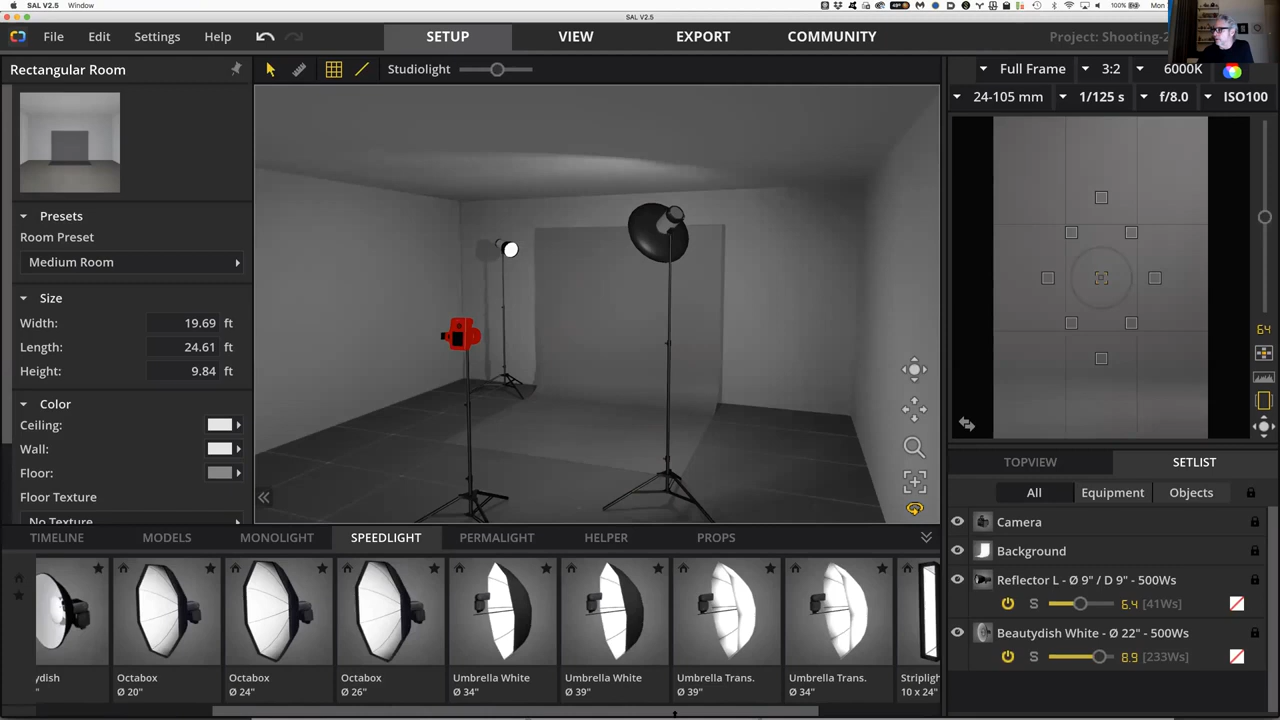 SAL V2.5 Window 100% Mon
SAL V2.5
File Edit Settings Help SETUP VIEW EXPORT COMMUNITY Project: Shooting-2
Rectangular Room
Studiolight
Full Frame 3:2 6000K
24-105 mm 1/125 s f/8.0 ISO100
Presets
Room Preset
Medium Room
Size
Width: 19.69 ft
Length: 24.61 ft
Height: 9.84 ft
Color
Ceiling:
Wall:
Floor:
Floor Texture
No Texture
64
TOPVIEW SETLIST
All Equipment Objects
Camera
Background
Reflector L - Ø 9" / D 9" - 500Ws
S 6.4 [41Ws]
Beautydish White - Ø 22" - 500Ws
S 8.9 [233Ws]
TIMELINE MODELS MONOLIGHT SPEEDLIGHT PERMALIGHT HELPER PROPS
ydish
"
Octabox
Ø 20"
Octabox
Ø 24"
Octabox
Ø 26"
Umbrella White
Ø 34"
Umbrella White
Ø 39"
Umbrella Trans.
Ø 39"
Umbrella Trans.
Ø 34"
Striplight
10 x 24"